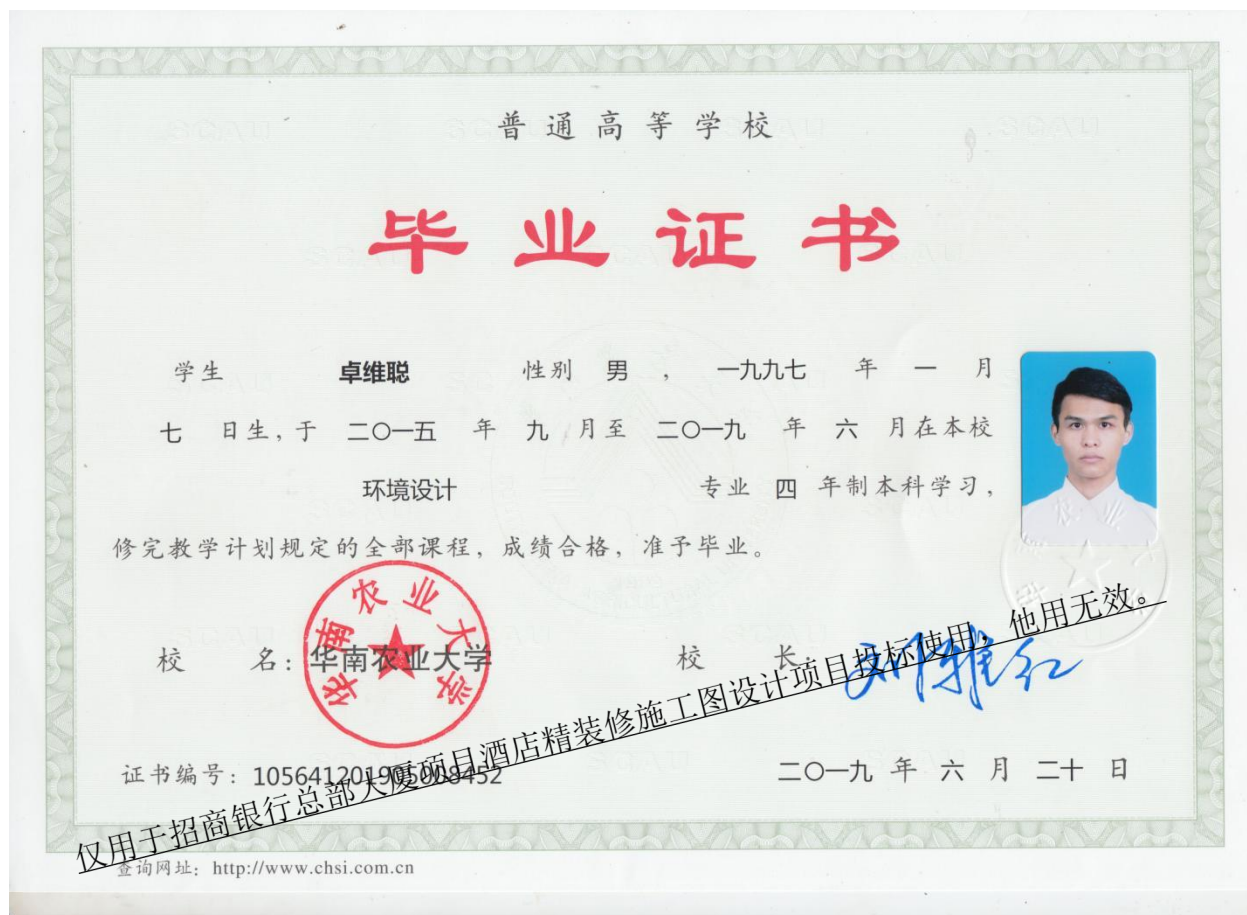 普通高等学校
毕业证书
学生 卓维聪 性别 男 , 一九九七 年 一 月
七 日生,于 二〇一五 年 九 月至 二〇一九 年 六 月在本校
环境设计 专业 四 年制本科学习,
修完教学计划规定的全部课程,成绩合格,准予毕业。
华南农业大学
校 名:华南农业大学 校 长:刘雅红
证书编号:105641201905008452 二〇一九 年 六 月 二十 日
仅用于招商银行总部大厦项目酒店精装修施工图设计项目投标使用,他用无效。
查询网址:http://www.chsi.com.cn